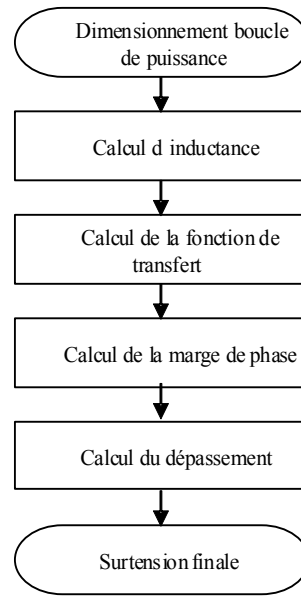 Dimensionnement boucle
de puissance
Calcul d inductance
Calcul de la fonction de
transfert
Calcul de la marge de phase
Calcul du dépassement
Surtension finale